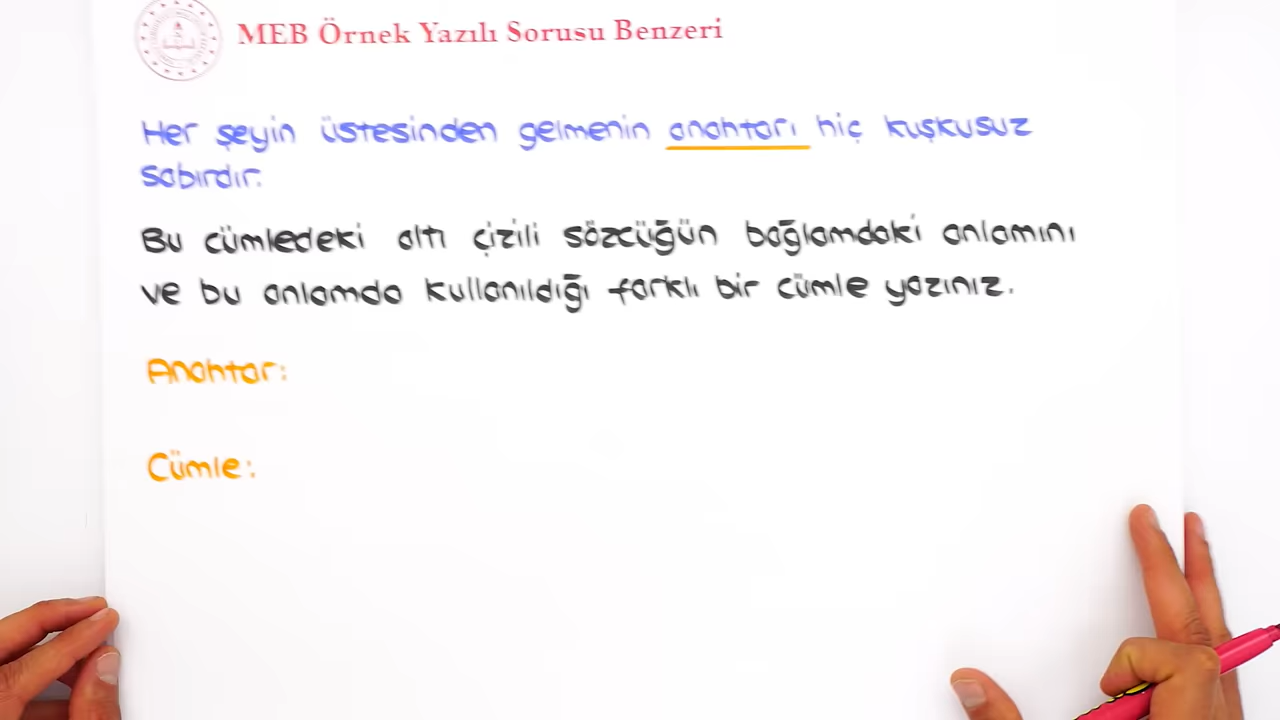 MEB Örnek Yazılı Sorusu Benzeri
Her şeyin üstesinden gelmenin anahtarı hiç kuşkusuz
sabırdır.
Bu cümledeki altı çizili sözcüğün bağlamdaki anlamını
ve bu anlamda kullanıldığı farklı bir cümle yazınız.
Anahtar:
Cümle: